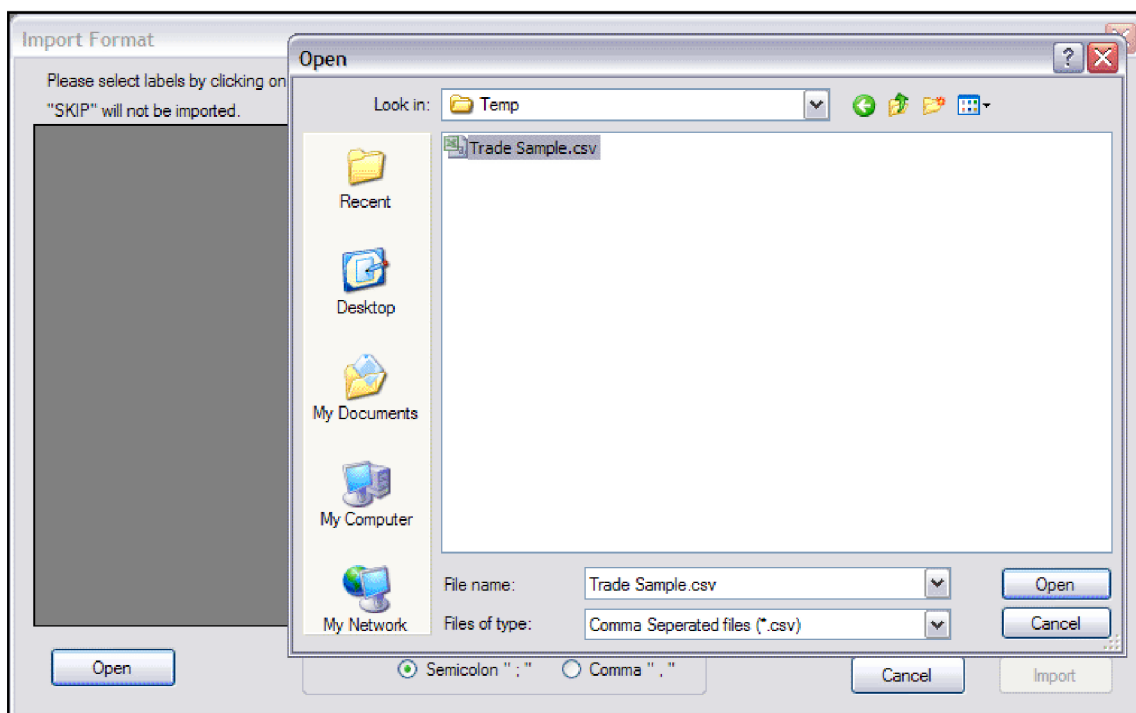 Import Format
Open
Please select labels by clicking on
"SKIP" will not be imported.
Look in: Temp
Trade Sample.csv
Recent
Desktop
My Documents
My Computer
My Network
File name: Trade Sample.csv Open
Files of type: Comma Seperated files (*.csv) Cancel
Open Semicolon " ; " Comma " , " Cancel Import